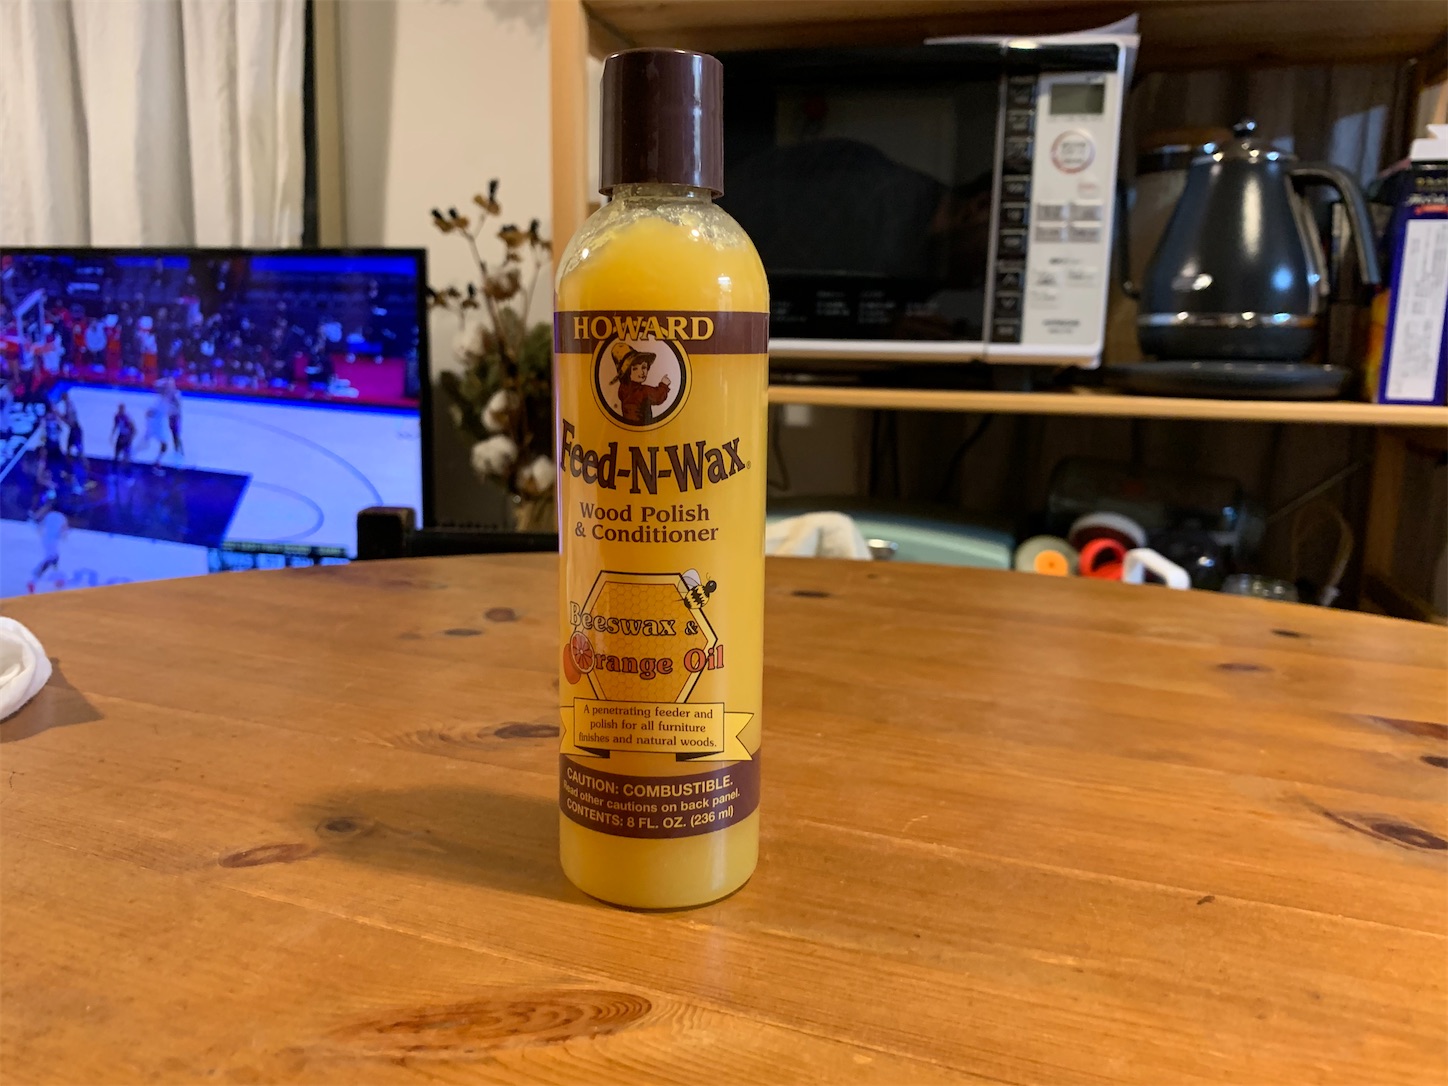 HOWARD
Feed-N-Wax®
Wood Polish
& Conditioner
Beeswax &
Orange Oil
A penetrating feeder and
polish for all furniture
finishes and natural woods.
CAUTION: COMBUSTIBLE.
Read other cautions on back panel.
CONTENTS: 8 FL. OZ. (236 ml)